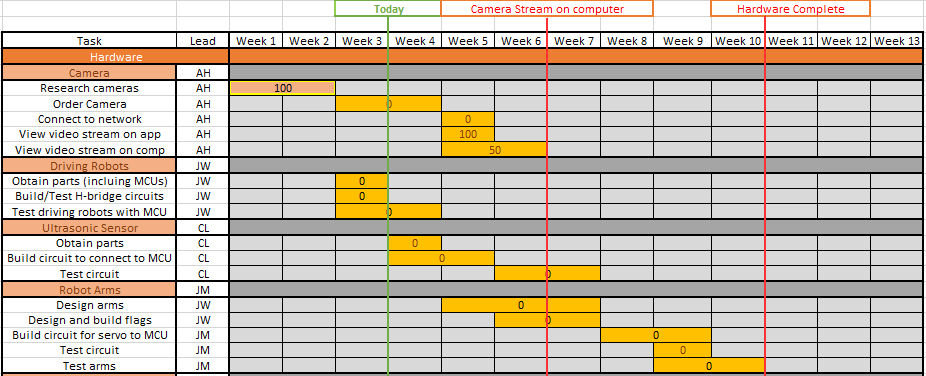 Today Camera Stream on computer Hardware Complete
Task Lead Week 1 Week 2 Week 3 Week 4 Week 5 Week 6 Week 7 Week 8 Week 9 Week 10 Week 11 Week 12 Week 13
Hardware
Camera AH
Research cameras AH 100
Order Camera AH 0
Connect to network AH 0
View video stream on app AH 100
View video stream on comp AH 50
Driving Robots JW
Obtain parts (incluing MCUs) JW 0
Build/Test H-bridge circuits JW 0
Test driving robots with MCU JW 0
Ultrasonic Sensor CL
Obtain parts CL 0
Build circuit to connect to MCU CL 0
Test circuit CL 0
Robot Arms JM
Design arms JW 0
Design and build flags JW 0
Build circuit for servo to MCU JM 0
Test circuit JM 0
Test arms JM 0